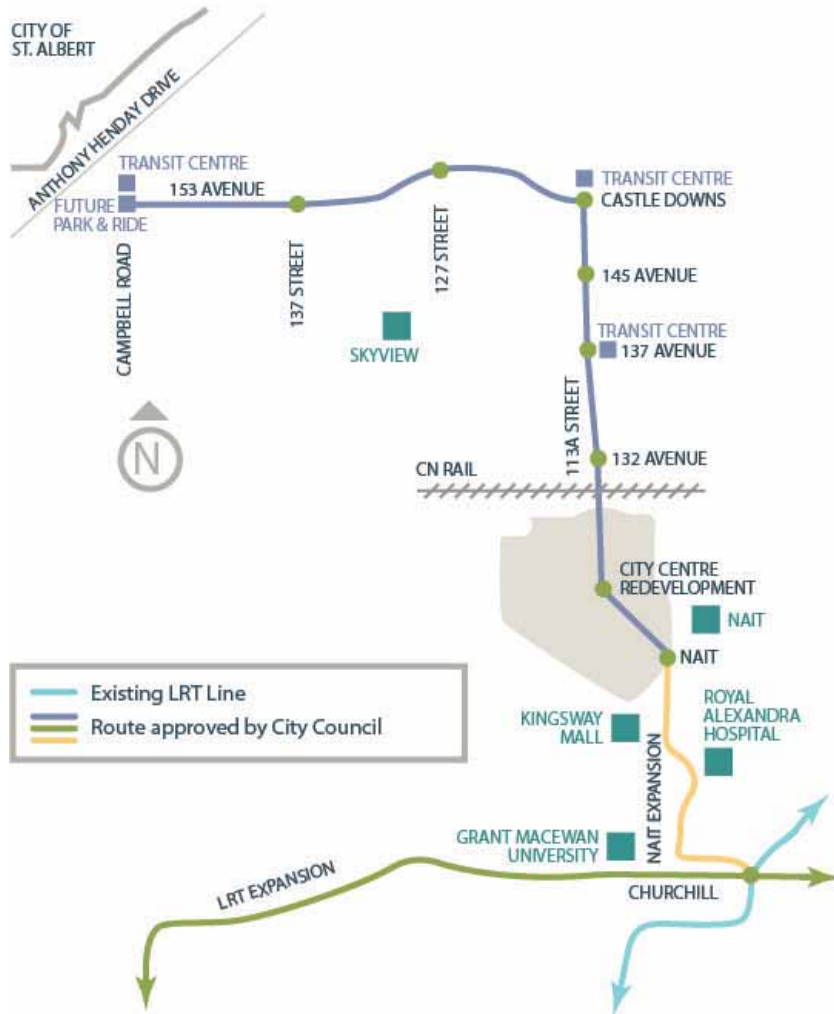 CITY OF
ST. ALBERT
ANTHONY HENDAY DRIVE
TRANSIT CENTRE
FUTURE
PARK & RIDE
153 AVENUE
CAMPBELL ROAD
137 STREET
127 STREET
TRANSIT CENTRE
CASTLE DOWNS
145 AVENUE
TRANSIT CENTRE
137 AVENUE
SKYVIEW
113A STREET
132 AVENUE
N
CN RAIL
CITY CENTRE
REDEVELOPMENT
NAIT
NAIT
Existing LRT Line
Route approved by City Council
KINGSWAY
MALL
NAIT EXPANSION
ROYAL
ALEXANDRA
HOSPITAL
GRANT MACEWAN
UNIVERSITY
LRT EXPANSION
CHURCHILL